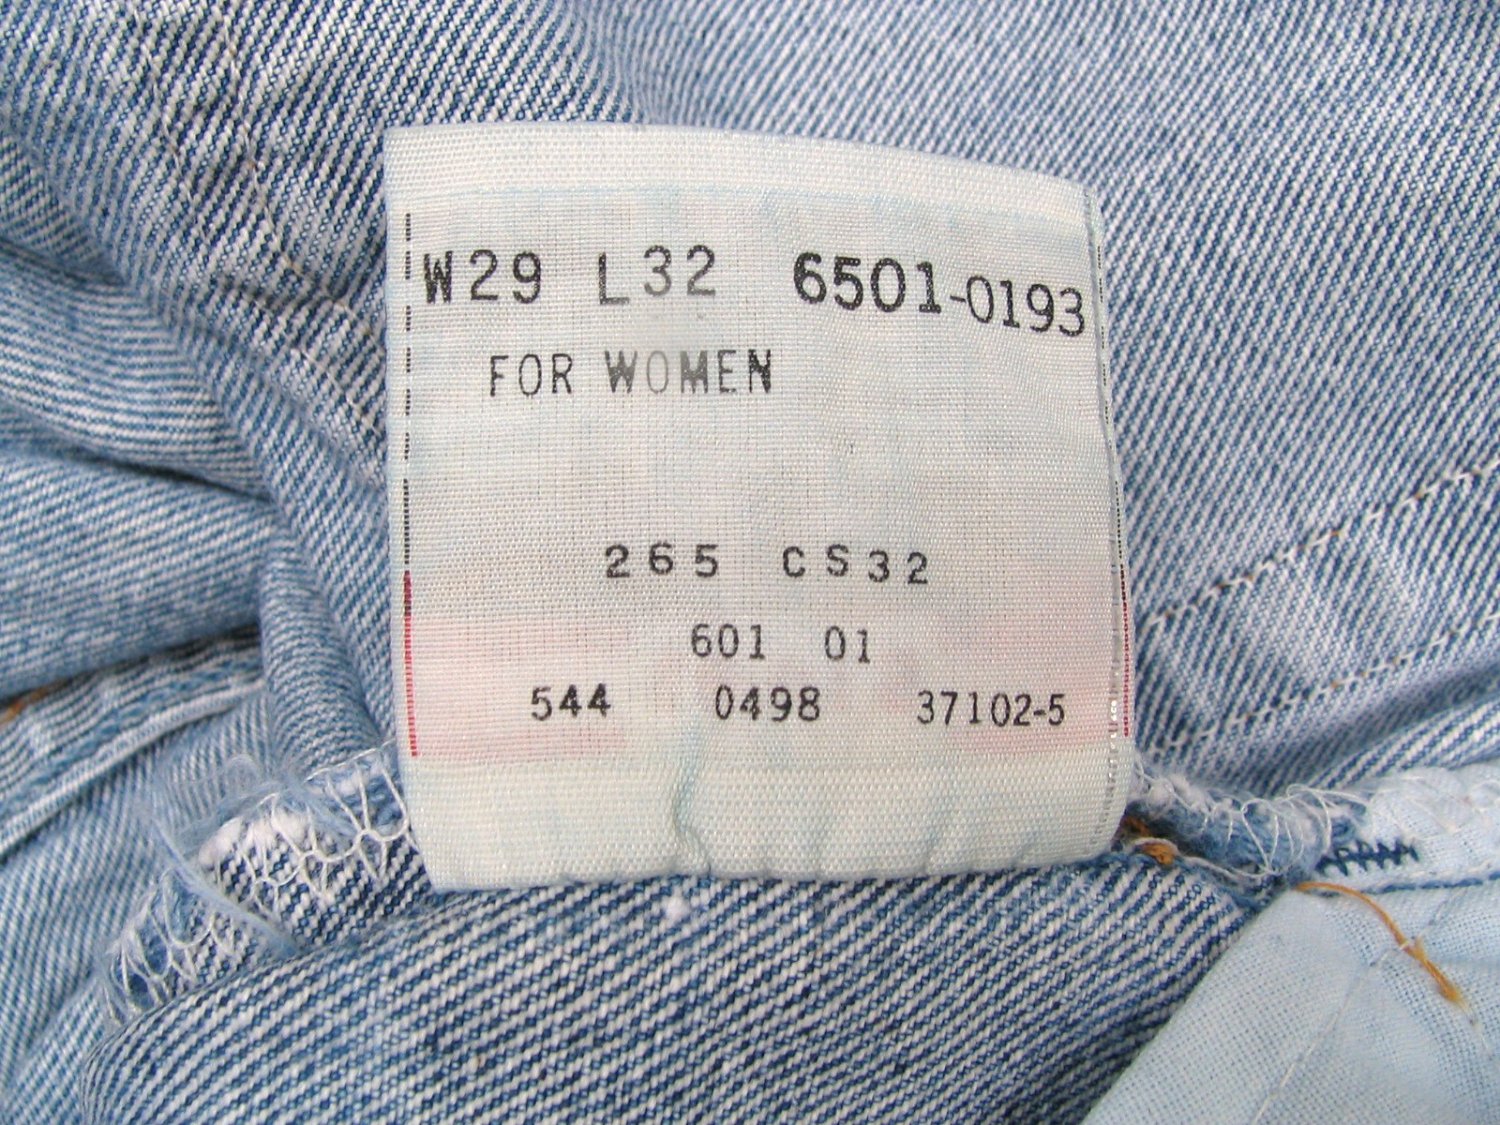 W29 L32 6501-0193
FOR WOMEN
265 CS32
601 01
544 0498 37102-5